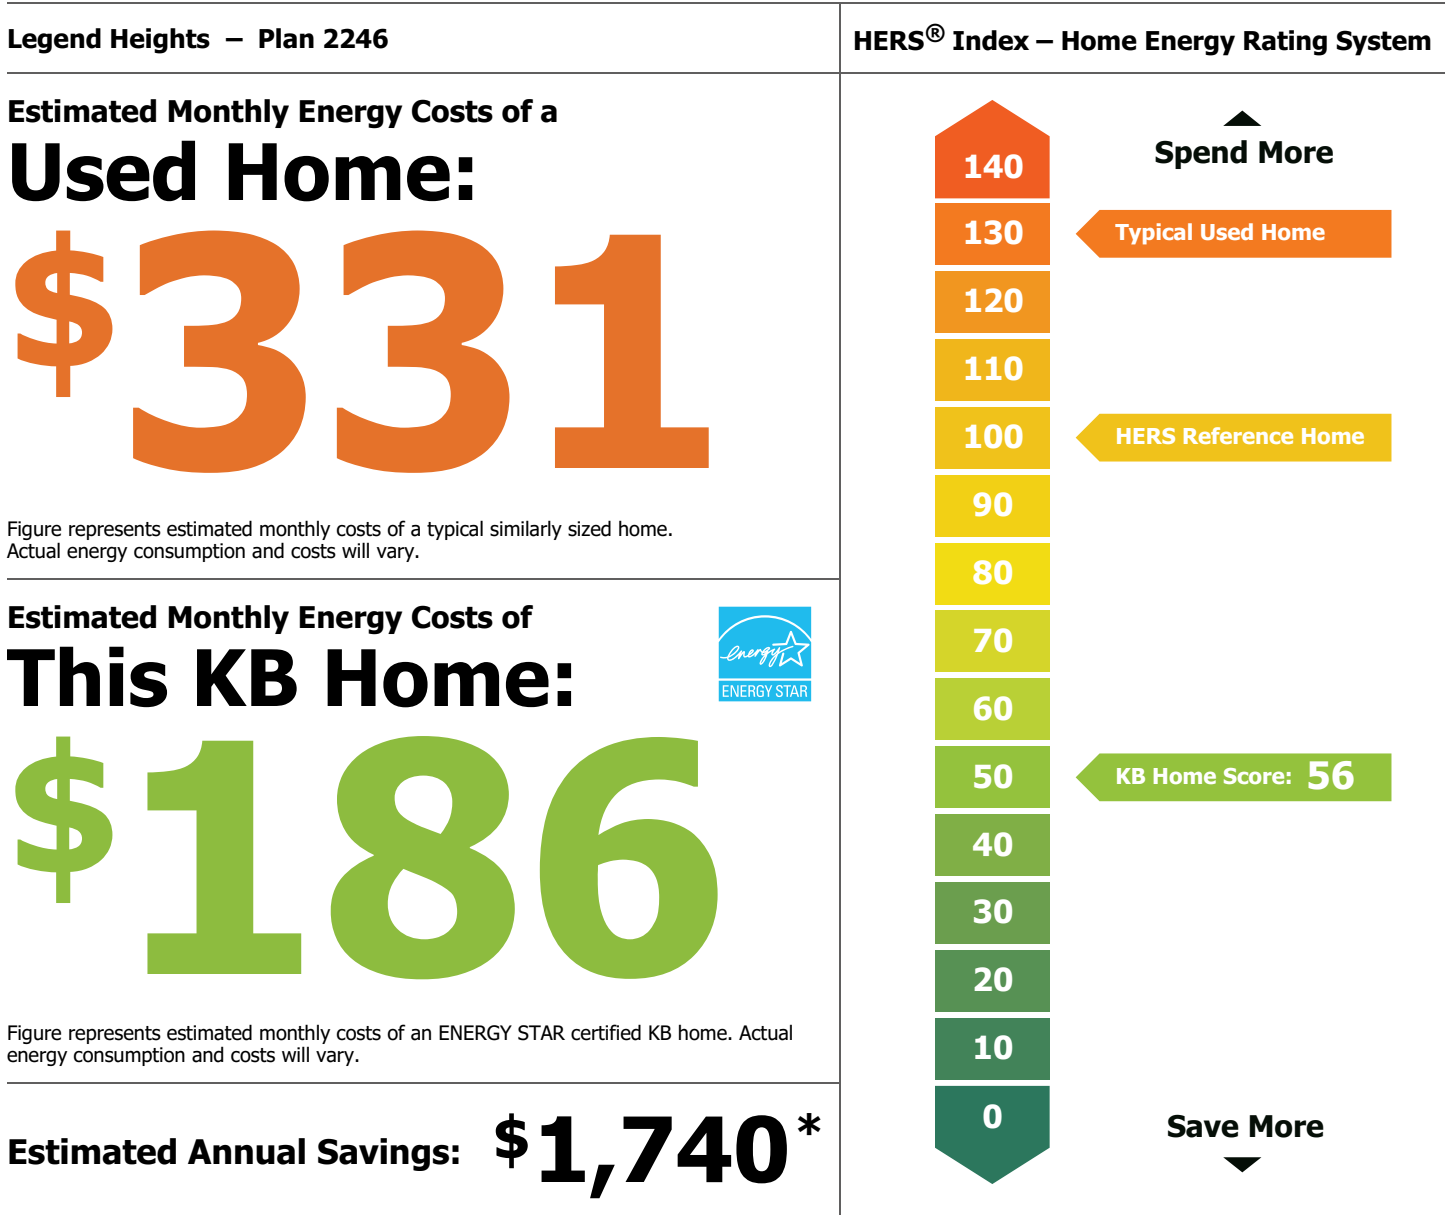 Legend Heights – Plan 2246
Estimated Monthly Energy Costs of a
Used Home:
$331
Figure represents estimated monthly costs of a typical similarly sized home.
Actual energy consumption and costs will vary.
Estimated Monthly Energy Costs of
This KB Home:
energy
ENERGY STAR
$186
Figure represents estimated monthly costs of an ENERGY STAR certified KB home. Actual
energy consumption and costs will vary.
Estimated Annual Savings: $1,740*
HERS® Index – Home Energy Rating System
Spend More
140
130
Typical Used Home
120
110
100
HERS Reference Home
90
80
70
60
50
KB Home Score: 56
40
30
20
10
0
Save More